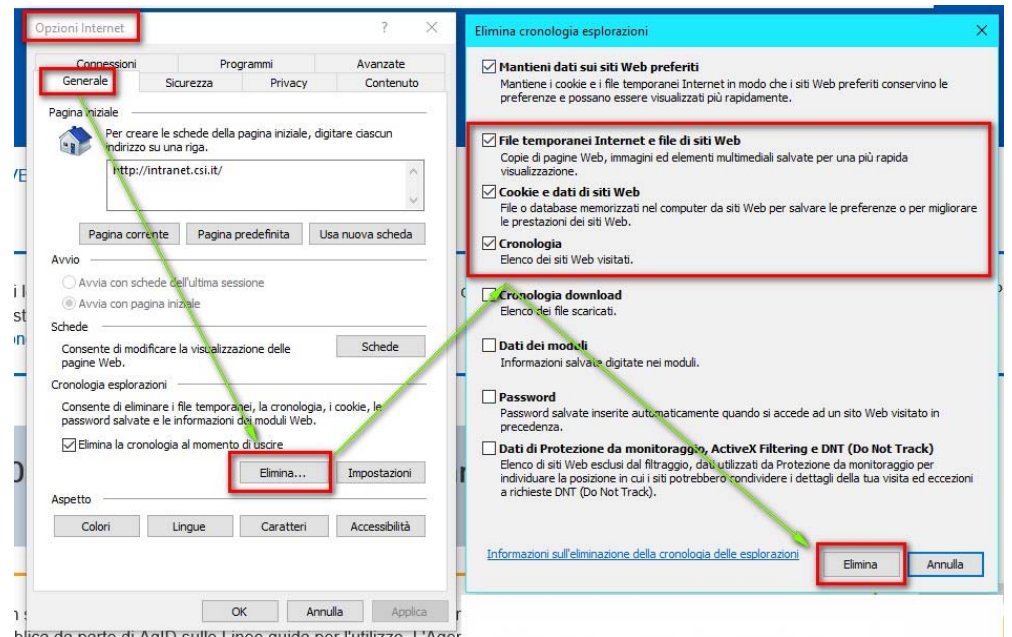 Opzioni Internet
Connessioni Programmi Avanzate
Generale Sicurezza Privacy Contenuto
Pagina iniziale
Per creare le schede della pagina iniziale, digitare ciascun
indirizzo su una riga.
http://intranet.csi.it/
Pagina corrente Pagina predefinita Usa nuova scheda
Avvio
Avvia con schede dell'ultima sessione
Avvia con pagina iniziale
Schede
Consente di modificare la visualizzazione delle
pagine Web.
Schede
Cronologia esplorazioni
Consente di eliminare i file temporanei, la cronologia, i cookie, le
password salvate e le informazioni dei moduli Web.
Elimina la cronologia al momento di uscire
Elimina... Impostazioni
Aspetto
Colori Lingue Caratteri Accessibilità
OK Annulla Applica
Elimina cronologia esplorazioni
Mantieni dati sui siti Web preferiti
Mantiene i cookie e i file temporanei Internet in modo che i siti Web preferiti conservino le
preferenze e possano essere visualizzati più rapidamente.
File temporanei Internet e file di siti Web
Copie di pagine Web, immagini ed elementi multimediali salvate per una più rapida
visualizzazione.
Cookie e dati di siti Web
File o database memorizzati nel computer da siti Web per salvare le preferenze o per migliorare
le prestazioni dei siti Web.
Cronologia
Elenco dei siti Web visitati.
Cronologia download
Elenco dei file scaricati.
Dati dei moduli
Informazioni salvate digitate nei moduli.
Password
Password salvate inserite automaticamente quando si accede ad un sito Web visitato in
precedenza.
Dati di Protezione da monitoraggio, ActiveX Filtering e DNT (Do Not Track)
Elenco di siti Web esclusi dal filtraggio, dati utilizzati da Protezione da monitoraggio per
individuare la posizione in cui i siti potrebbero condividere i dettagli della tua visita ed eccezioni
a richieste DNT (Do Not Track).
Informazioni sull'eliminazione della cronologia delle esplorazioni
Elimina Annulla